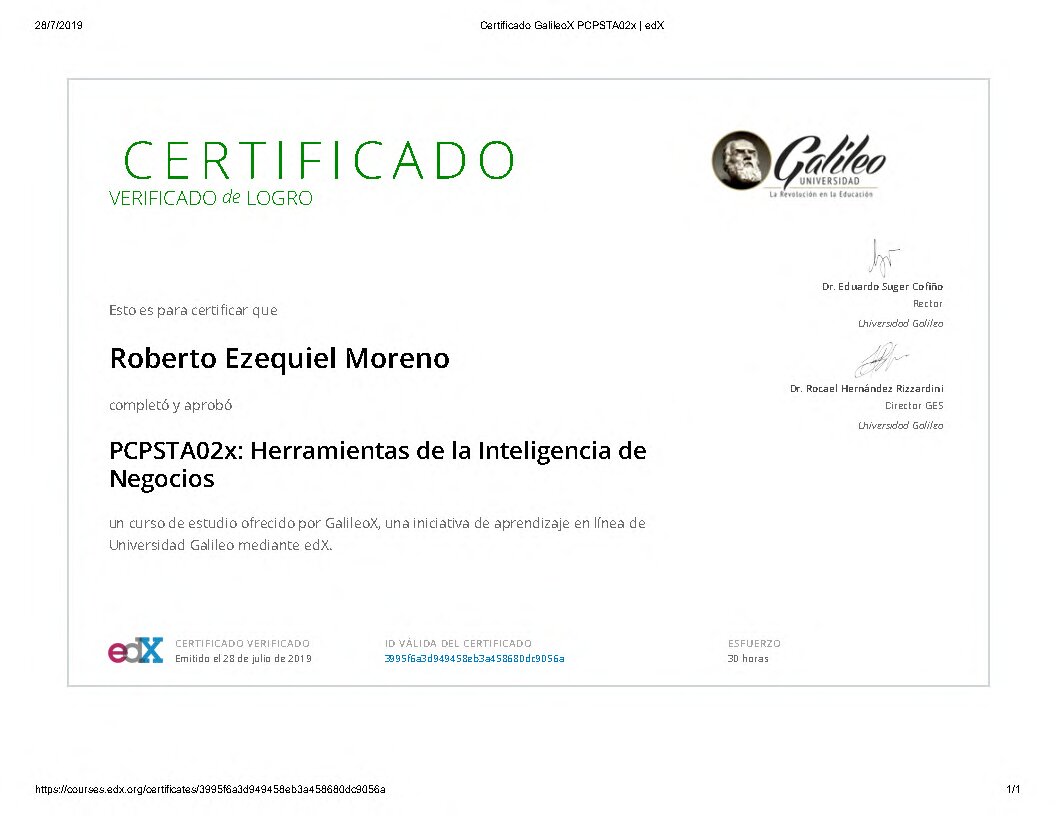 28/7/2019
Certificado GalileoX PCPSTA02x | edX
CERTIFICADO
VERIFICADO de LOGRO
Galileo
UNIVERSIDAD
La Revolución en la Educación
Dr. Eduardo Suger Cofiño
Rector
Universidad Galileo
Dr. Rocael Hernández Rizzardini
Director GES
Universidad Galileo
Esto es para certificar que
Roberto Ezequiel Moreno
completó y aprobó
PCPSTA02x: Herramientas de la Inteligencia de
Negocios
un curso de estudio ofrecido por GalileoX, una iniciativa de aprendizaje en línea de
Universidad Galileo mediante edX.
edX
CERTIFICADO VERIFICADO
Emitido el 28 de julio de 2019
ID VÁLIDA DEL CERTIFICADO
3995f6a3d949458eb3a458680dc9056a
ESFUERZO
30 horas
https://courses.edx.org/certificates/3995f6a3d949458eb3a458680dc9056a
1/1